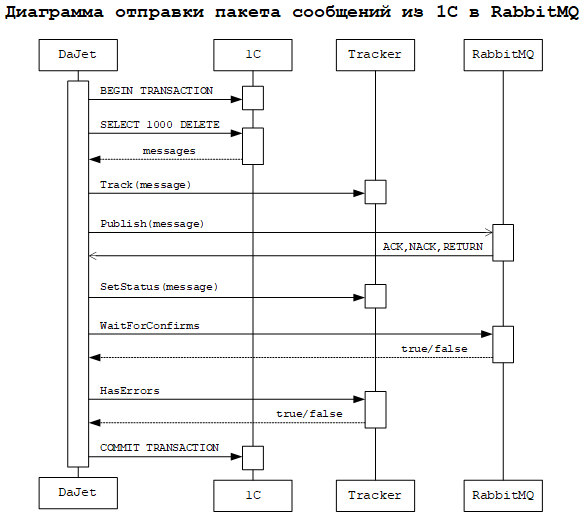 Диаграмма отправки пакета сообщений из 1С в RabbitMQ
DaJet
1C
Tracker
RabbitMQ
BEGIN TRANSACTION
SELECT 1000 DELETE
messages
Track(message)
Publish(message)
ACK,NACK,RETURN
SetStatus(message)
WaitForConfirms
true/false
HasErrors
true/false
COMMIT TRANSACTION
DaJet
1C
Tracker
RabbitMQ